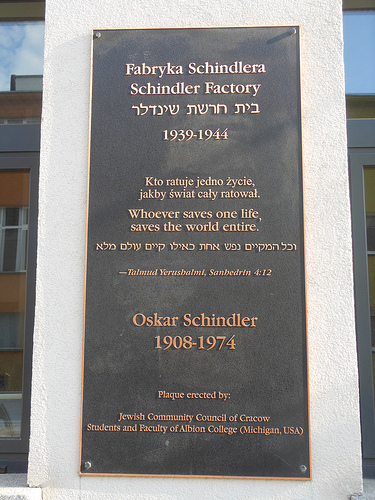 Fabryka Schindlera
Schindler Factory
בית חרשת שינדלר
1939-1944
Kto ratuje jedno życie,
jakby świat cały ratował.
Whoever saves one life,
saves the world entire.
וכל המקיים נפש אחת כאילו קיים עולם מלא
—Talmud Yerushalmi, Sanhedrin 4:12
Oskar Schindler
1908-1974
Plaque erected by:
Jewish Community Council of Cracow
Students and Faculty of Albion College (Michigan, USA)